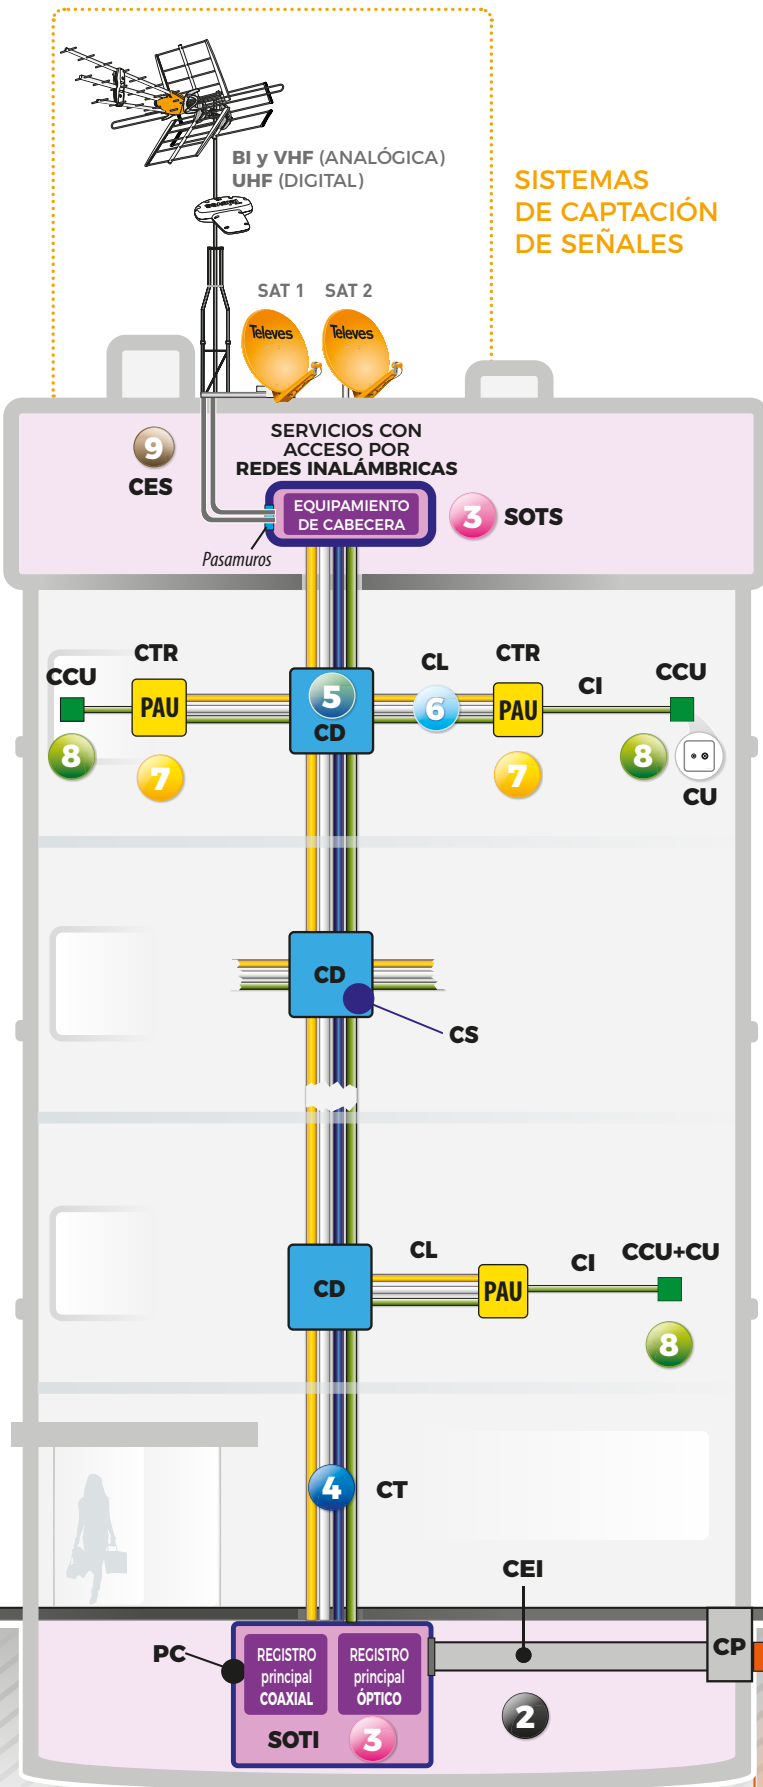 BI y VHF (ANALÓGICA)
UHF (DIGITAL)
SISTEMAS
DE CAPTACIÓN
DE SEÑALES
Televes
SAT 1
SAT 2
Televes
Televes
SERVICIOS CON
ACCESO POR
REDES INALÁMBRICAS
9
CES
EQUIPAMIENTO
DE CABECERA
3
SOTS
Pasamuros
CTR
CL
CTR
CCU
CI
CCU
PAU
5
CD
6
PAU
8
7
7
8
CU
CD
CS
CL
CI
CCU+CU
CD
PAU
8
4
CT
CEI
PC
REGISTRO
principal
COAXIAL
REGISTRO
principal
ÓPTICO
CP
SOTI
3
2